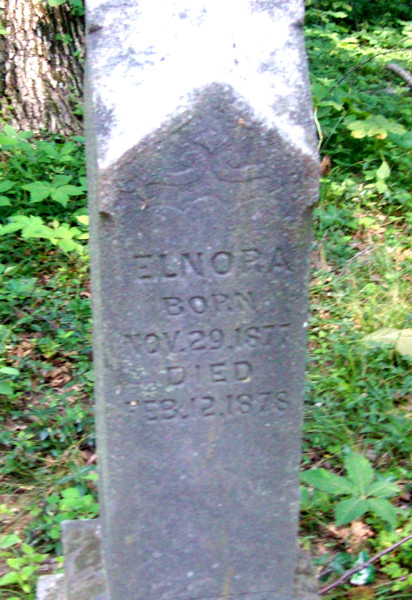 ELNORA
BORN
NOV. 29. 1877
DIED
FEB. 12. 1878